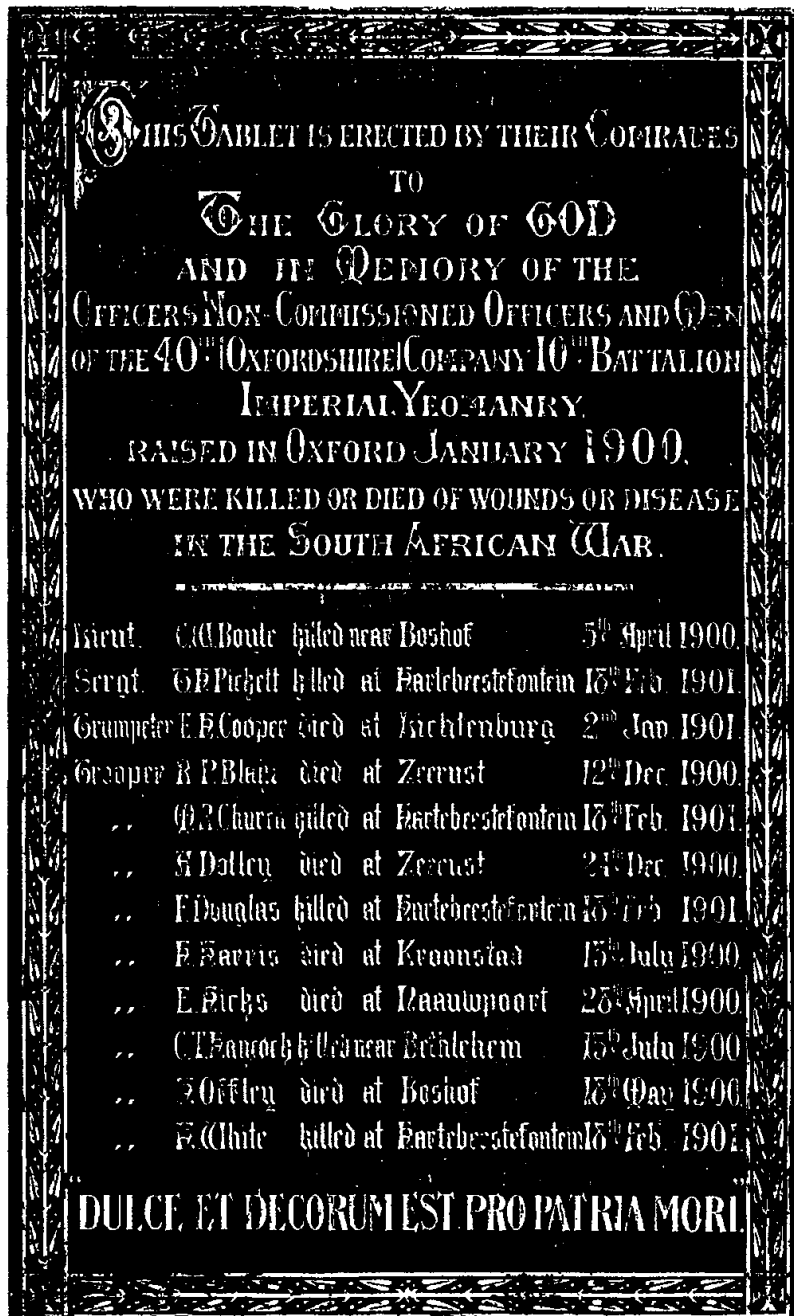 THIS TABLET IS ERECTED BY THEIR COMRADES
TO
THE GLORY OF GOD
AND IN MEMORY OF THE
OFFICERS NON-COMMISSIONED OFFICERS AND MEN
OF THE 40TH (OXFORDSHIRE) COMPANY 10TH BATTALION
IMPERIAL YEOMANRY,
RAISED IN OXFORD JANUARY 1900,
WHO WERE KILLED OR DIED OF WOUNDS OR DISEASE
IN THE SOUTH AFRICAN WAR.
Lieut. C.W. Boyle killed near Boshof 5th April 1900.
Sergt. Pickett killed at Hartebeestefontein 18th Feb. 1901.
Trumpeter E.H. Cooper died at Lichtenburg 2nd Jan. 1901.
Trooper died at Zeerust 12th Dec. 1900.
,, Church killed at Hartebeestefontein 18th Feb. 1901.
,, died at Zeerust 24th Dec. 1900.
,, F. Douglas killed at Hartebeestefontein 18th Feb. 1901.
,, H. Harris died at Kroonstad July 1900.
,, E. Hicks died at Naauwpoort 28th April 1900.
,, C.T. Hancock killed near Bethlehem July 1900
,, Offley died at Boshof 18th May 1900.
,, White killed at Hartebeestefontein 18th Feb. 1901.
"DULCE ET DECORUM EST PRO PATRIA MORI."